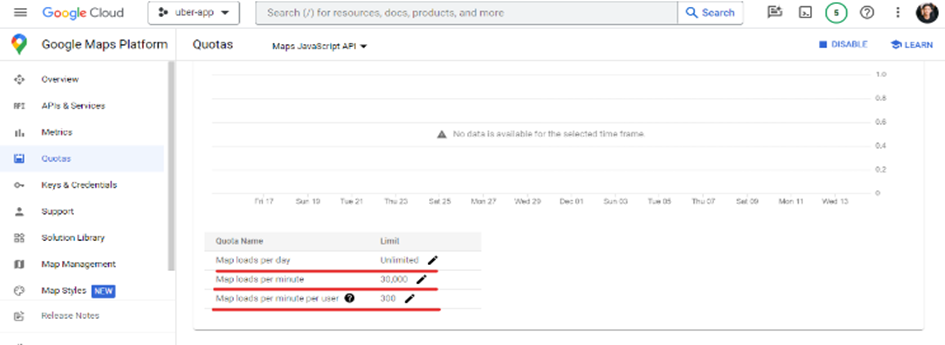 Google Cloud
uber-app
Search (/) for resources, docs, products, and more
Search
5
Google Maps Platform
Quotas
Maps JavaScript API
DISABLE
LEARN
Overview
APIs & Services
Metrics
Quotas
Keys & Credentials
Support
Solution Library
Map Management
Map Styles NEW
Release Notes
1.0
0.8
No data is available for the selected time frame.
0.6
0.4
0.2
0
Fri 17 Sun 19 Tue 21 Thu 23 Sat 25 Mon 27 Wed 29 Dec 01 Sun 03 Tue 05 Thu 07 Sat 09 Mon 11 Wed 13
Quota Name Limit
Map loads per day Unlimited
Map loads per minute 30,000
Map loads per minute per user 300